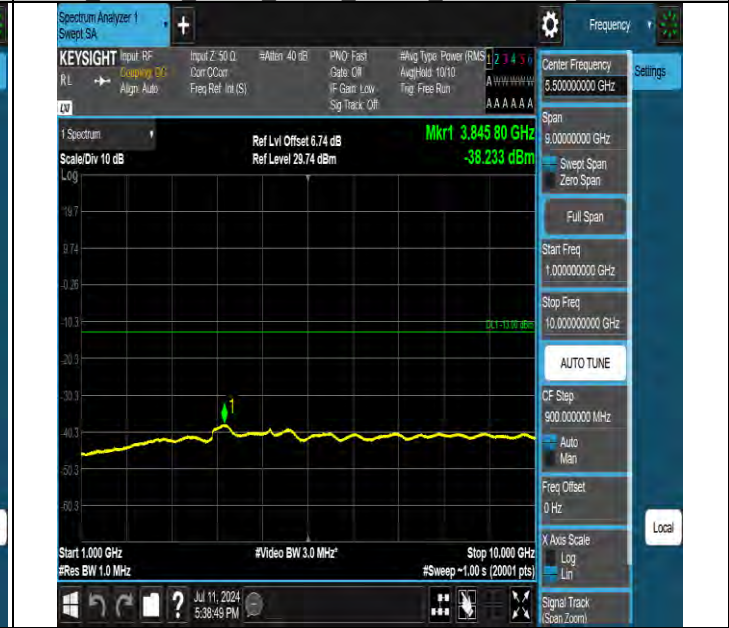 Spectrum Analyzer 1
Swept SA
+
Frequency
KEYSIGHT
Input: RF
Coupling: DC
Align: Auto
Input Z: 50 Ω
Corr CCorr
Freq Ref: Int (S)
#Atten: 40 dB
PNO: Fast
Gate: Off
IF Gain: Low
Sig Track: Off
#Avg Type: Power (RMS
Avg|Hold: 10/10
Trig: Free Run
1 2 3 4 5 6
A W W W W W
A A A A A A
RL
LXI
Center Frequency
5.500000000 GHz
Settings
Span
9.00000000 GHz
Swept Span
Zero Span
Full Span
Start Freq
1.000000000 GHz
Stop Freq
10.000000000 GHz
AUTO TUNE
CF Step
900.000000 MHz
Auto
Man
Freq Offset
0 Hz
X Axis Scale
Log
Lin
Signal Track
(Span Zoom)
Local
1 Spectrum
Scale/Div 10 dB
Log
Ref Lvl Offset 6.74 dB
Ref Level 29.74 dBm
Mkr1 3.845 80 GHz
-38.233 dBm
19.7
9.74
-0.26
-10.3
-20.3
-30.3
-40.3
-50.3
-60.3
DL1 -13.00 dBm
1
Start 1.000 GHz
#Res BW 1.0 MHz
#Video BW 3.0 MHz*
Stop 10.000 GHz
#Sweep ~1.00 s (20001 pts)
?
Jul 11, 2024
5:38:49 PM